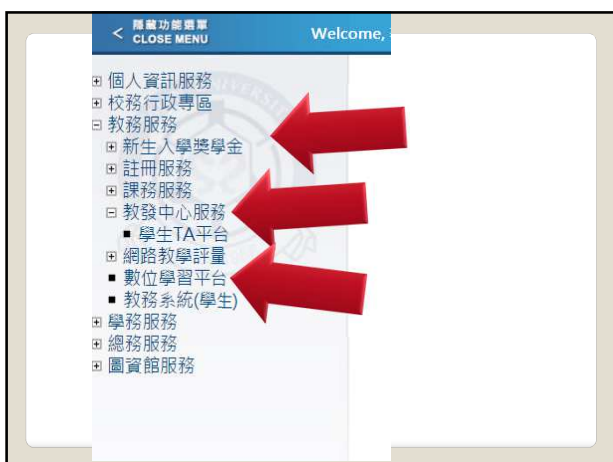 < 隱藏功能選單
CLOSE MENU
Welcome,
個人資訊服務
校務行政專區
教務服務
新生入學獎學金
註冊服務
課務服務
教發中心服務
學生TA平台
網路教學評量
數位學習平台
教務系統(學生)
學務服務
總務服務
圖資館服務